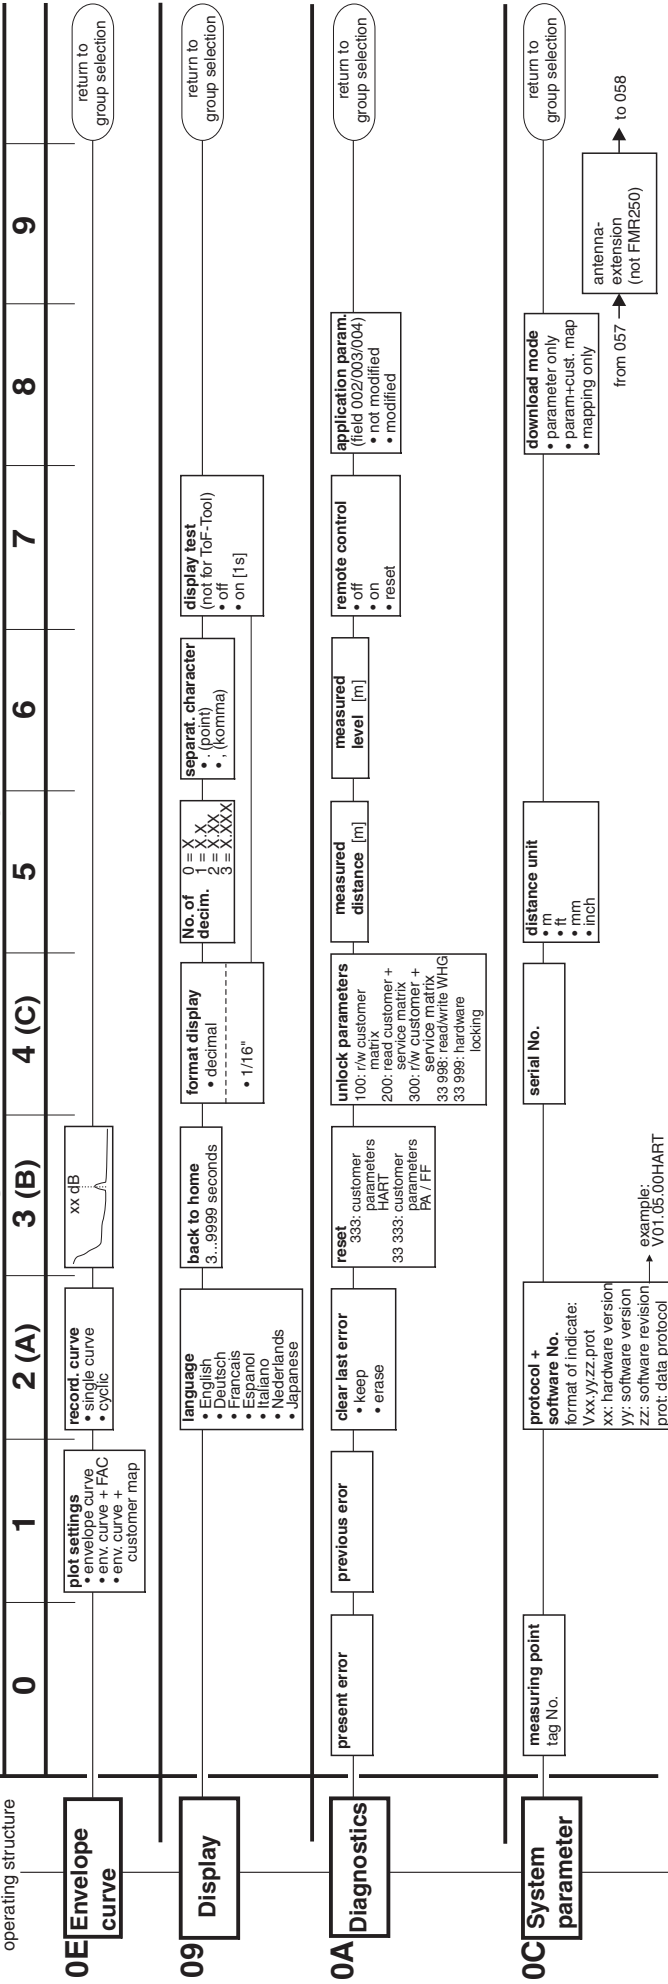 operating structure
0
1
2 (A)
3 (B)
4 (C)
5
6
7
8
9
0E
Envelope
curve
plot settings
• envelope curve
• env. curve + FAC
• env. curve +
customer map
record. curve
• single curve
• cyclic
xx dB
return to
group selection
09
Display
language
• English
• Deutsch
• Francais
• Espanol
• Italiano
• Nederlands
• Japanese
back to home
3...9999 seconds
format display
• decimal
• 1/16"
No. of
decim.
0 = X
1 = X.X
2 = X.XX
3 = X.XXX
separat. character
• . (point)
• , (komma)
display test
(not for ToF-Tool)
• off
• on [1s]
return to
group selection
0A
Diagnostics
present error
previous eror
clear last error
• keep
• erase
reset
333: customer
parameters
HART
33 333: customer
parameters
PA / FF
unlock parameters
100: r/w customer
matrix
200: read customer +
service matrix
300: r/w customer +
service matrix
33 998: read/write WHG
33 999: hardware
locking
measured
distance [m]
measured
level [m]
remote control
• off
• on
• reset
application param.
(field 002/003/004)
• not modified
• modified
return to
group selection
0C
System
parameter
measuring point
tag No.
protocol +
software No.
format of indicate:
Vxx.yy.zz.prot
xx: hardware version
yy: software version
zz: software revision
prot: data protocol
example:
V01.05.00HART
serial No.
distance unit
• m
• ft
• mm
• inch
download mode
• parameter only
• param+cust. map
• mapping only
return to
group selection
from 057
antenna-
extension
(not FMR250)
to 058